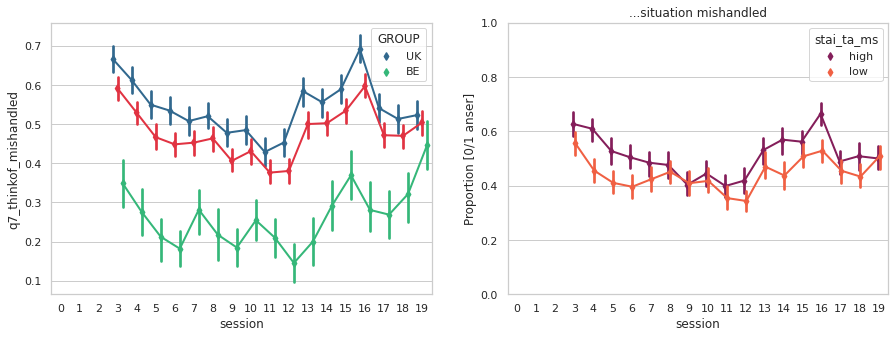 ...situation mishandled
GROUP
UK
BE
q7_thinkof_mishandled
0.7
0.6
0.5
0.4
0.3
0.2
0.1
0 1 2 3 4 5 6 7 8 9 10 11 12 13 14 15 16 17 18 19
session
stai_ta_ms
high
low
Proportion [0/1 anser]
1.0
0.8
0.6
0.4
0.2
0.0
0 1 2 3 4 5 6 7 8 9 10 11 12 13 14 15 16 17 18 19
session